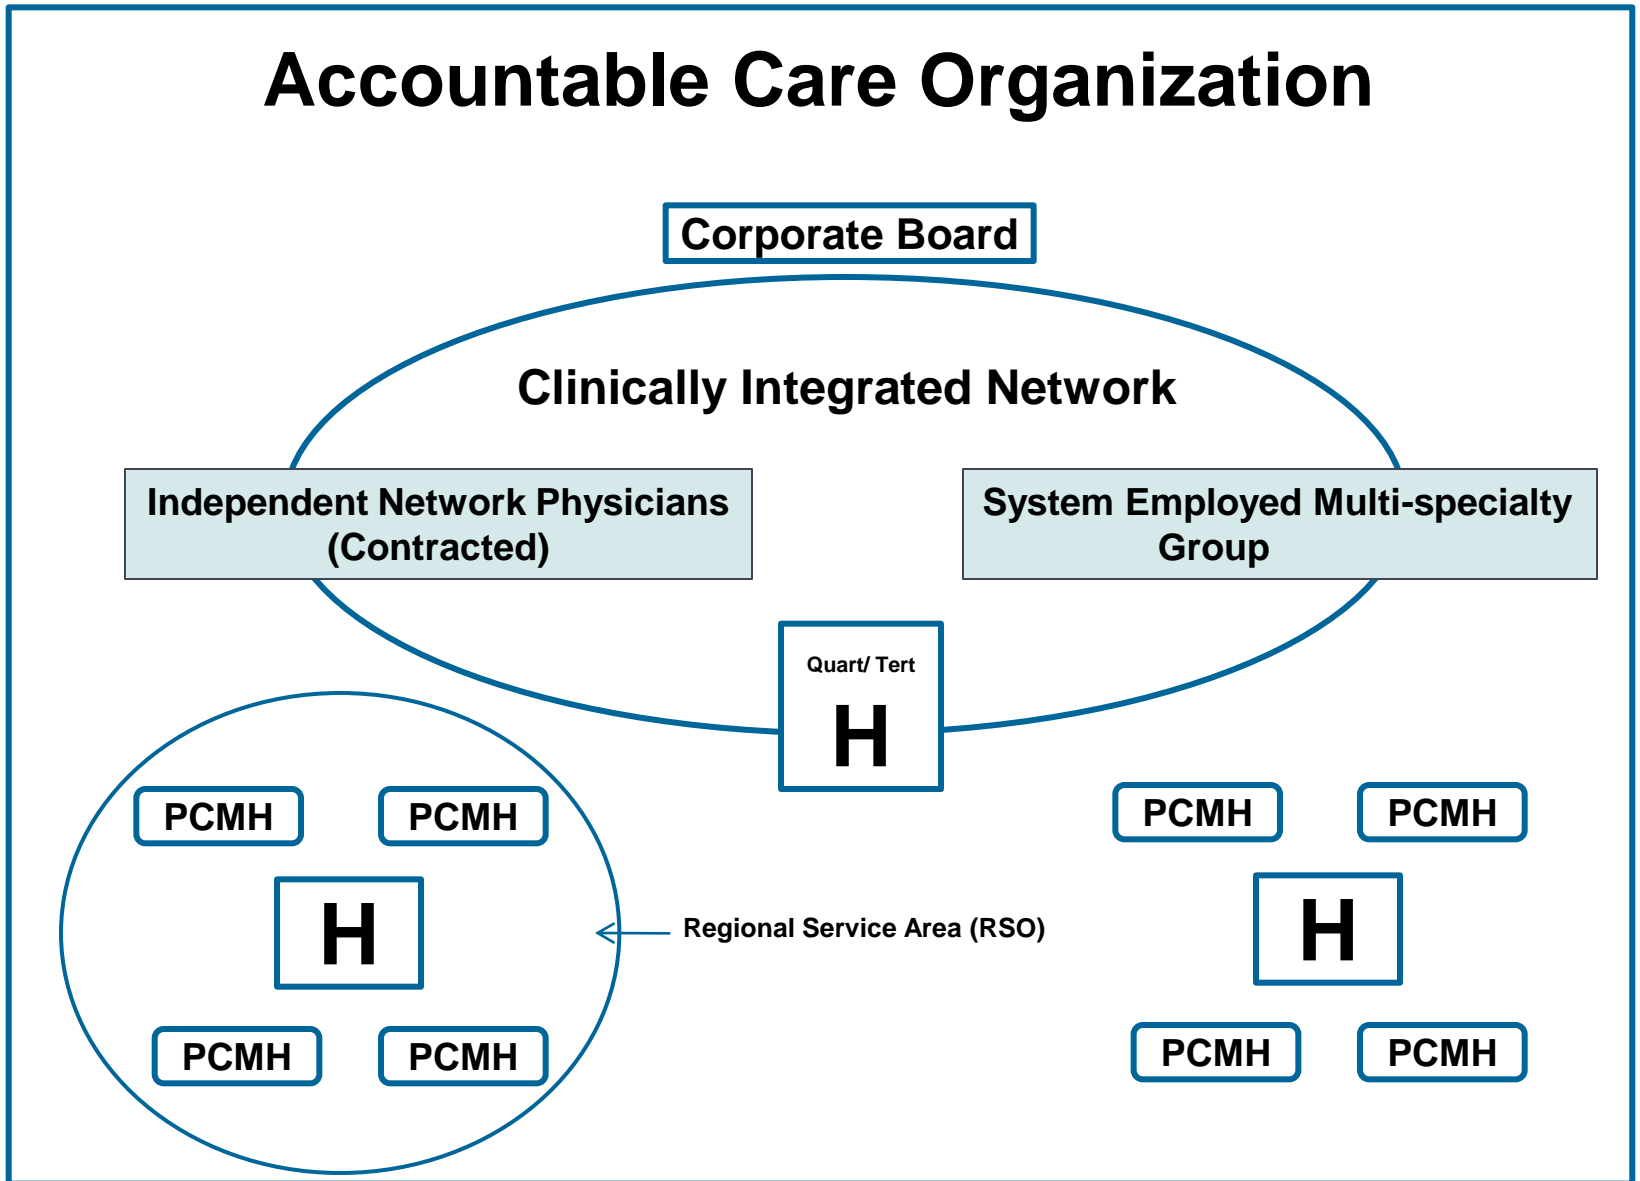 Accountable Care Organization
Corporate Board
Clinically Integrated Network
Independent Network Physicians
(Contracted)
System Employed Multi-specialty
Group
Quart/ Tert
H
PCMH
PCMH
H
PCMH
PCMH
Regional Service Area (RSO)
PCMH
PCMH
H
PCMH
PCMH